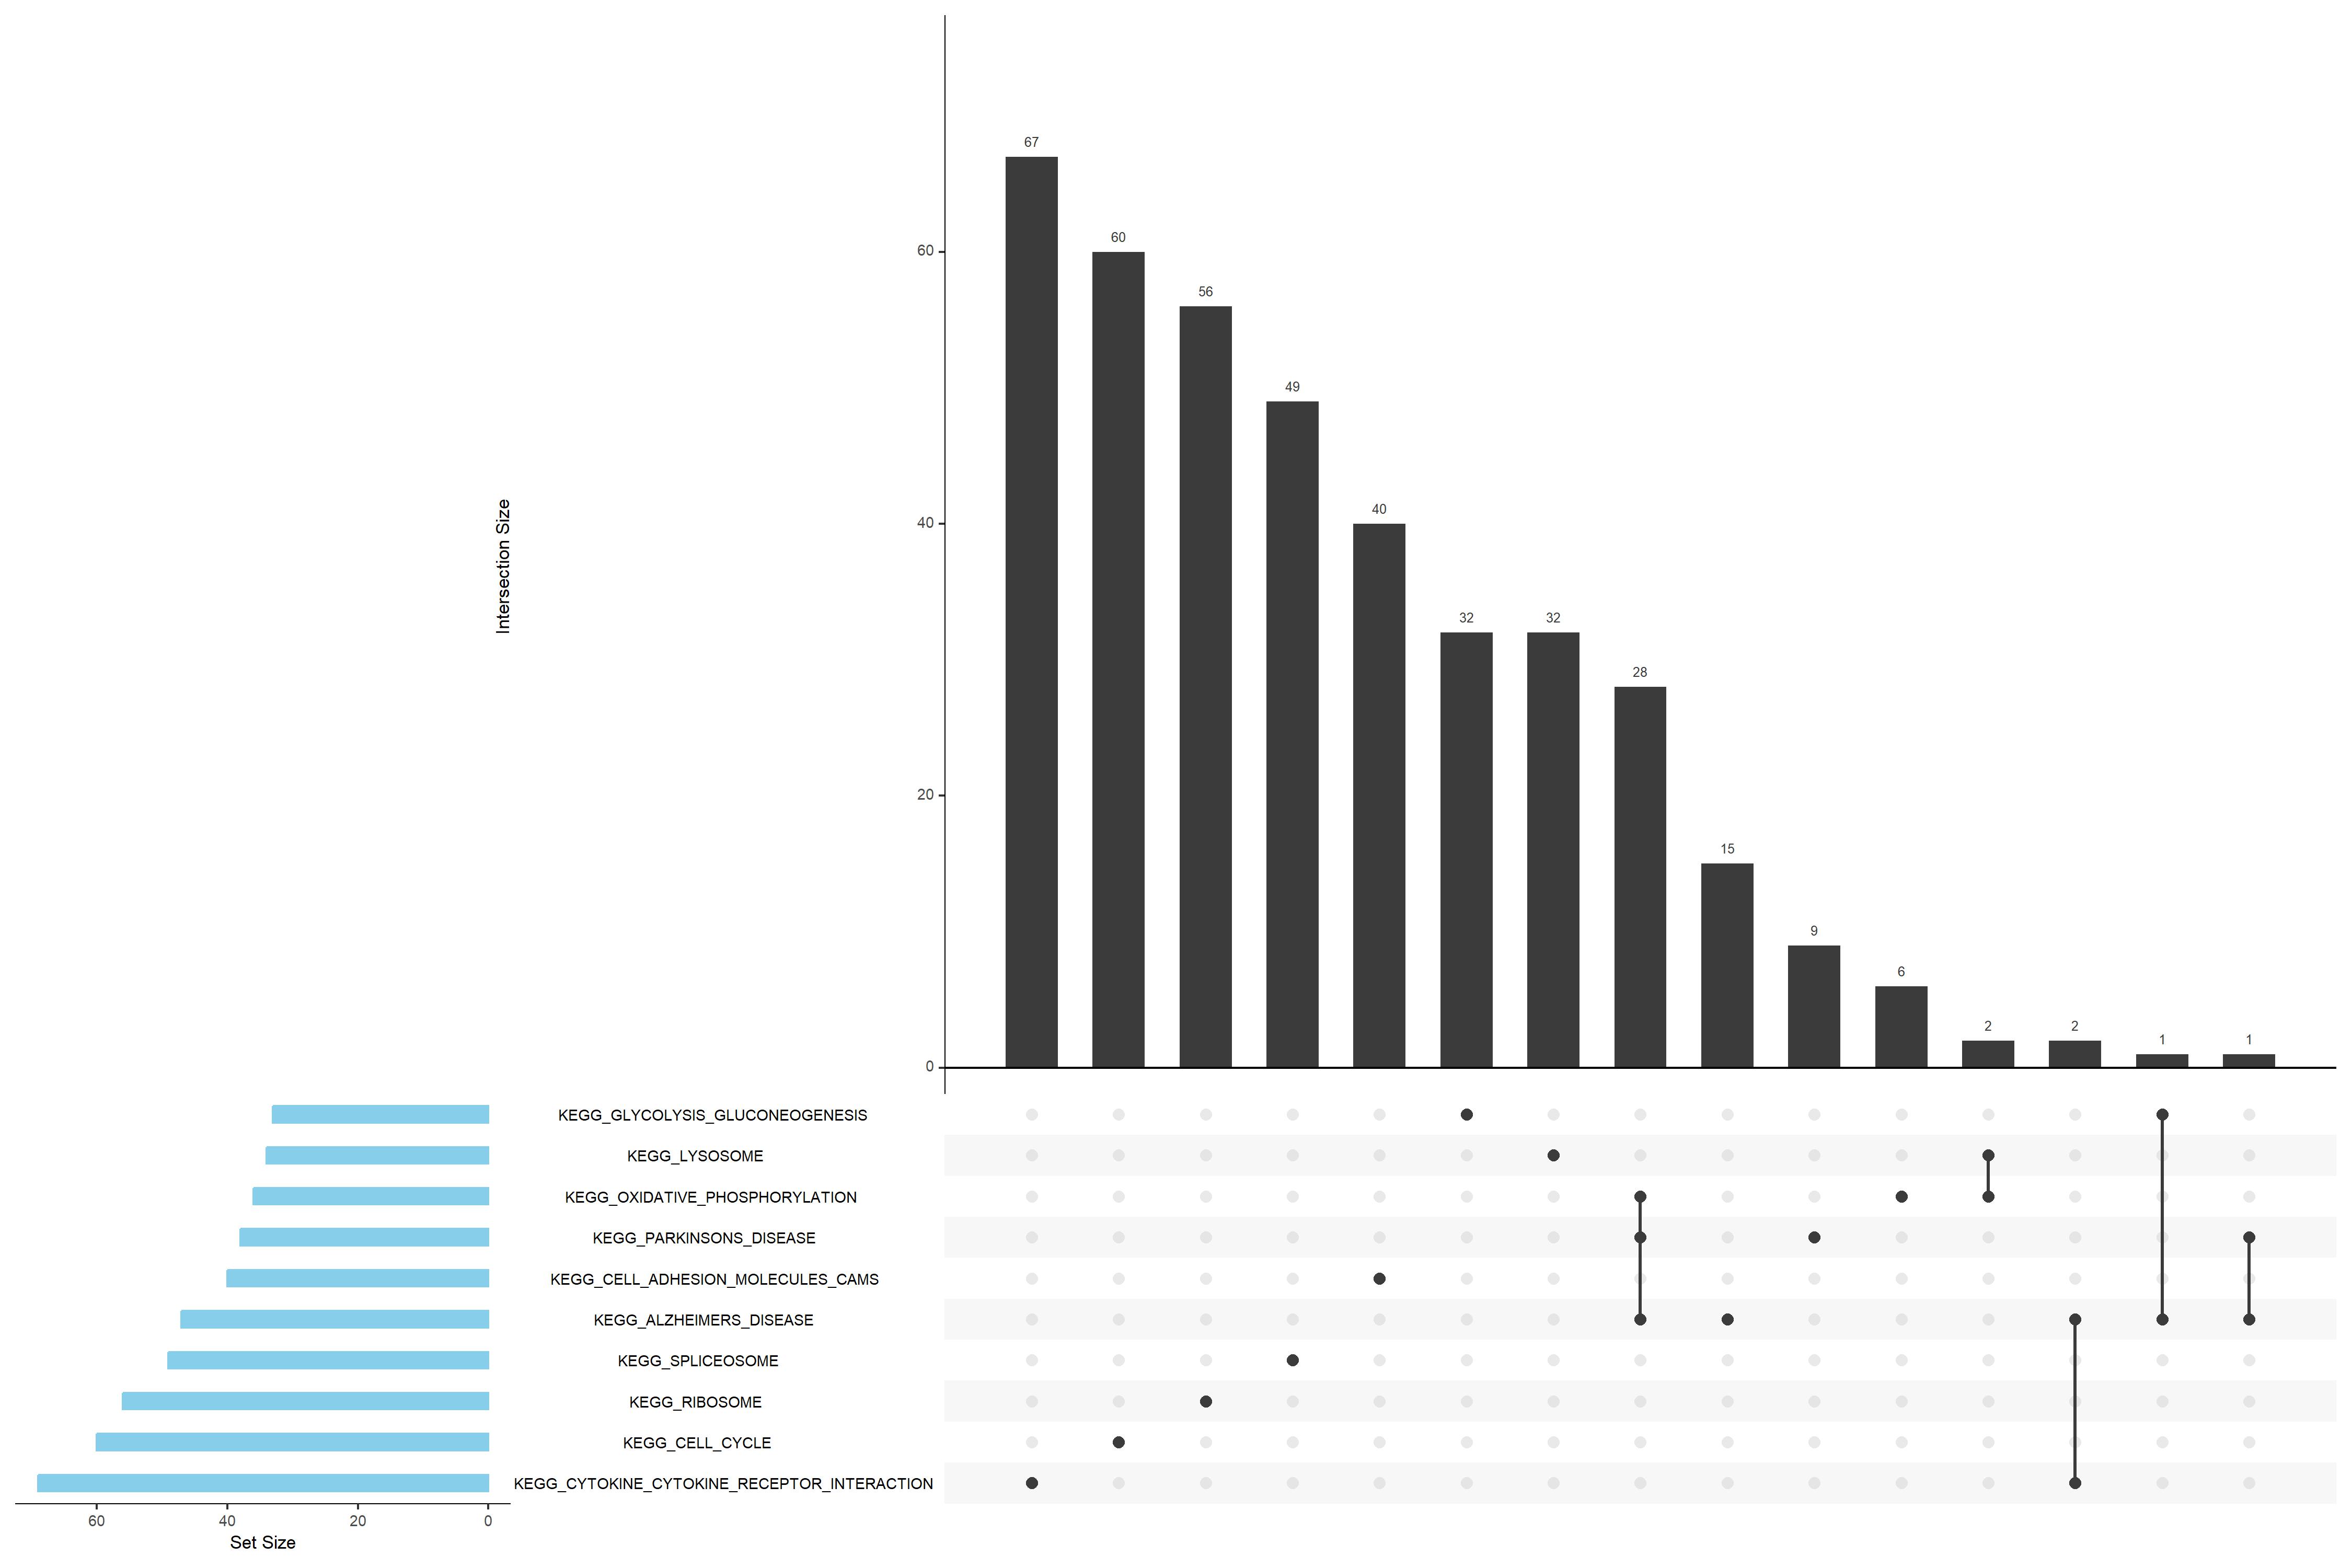 67
60
56
49
40
32
32
28
15
9
6
2
2
1
1
60
40
20
0
Intersection Size
KEGG_GLYCOLYSIS_GLUCONEOGENESIS
KEGG_LYSOSOME
KEGG_OXIDATIVE_PHOSPHORYLATION
KEGG_PARKINSONS_DISEASE
KEGG_CELL_ADHESION_MOLECULES_CAMS
KEGG_ALZHEIMERS_DISEASE
KEGG_SPLICEOSOME
KEGG_RIBOSOME
KEGG_CELL_CYCLE
KEGG_CYTOKINE_CYTOKINE_RECEPTOR_INTERACTION
60 40 20 0
Set Size